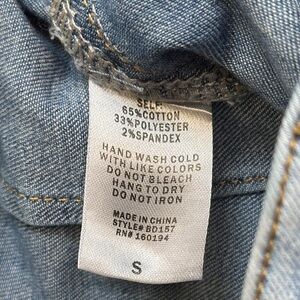 SELF:
65%COTTON
33%POLYESTER
2%SPANDEX
HAND WASH COLD
WITH LIKE COLORS
DO NOT BLEACH
HANG TO DRY
DO NOT IRON
MADE IN CHINA
STYLE# BD157
RN# 160194
S